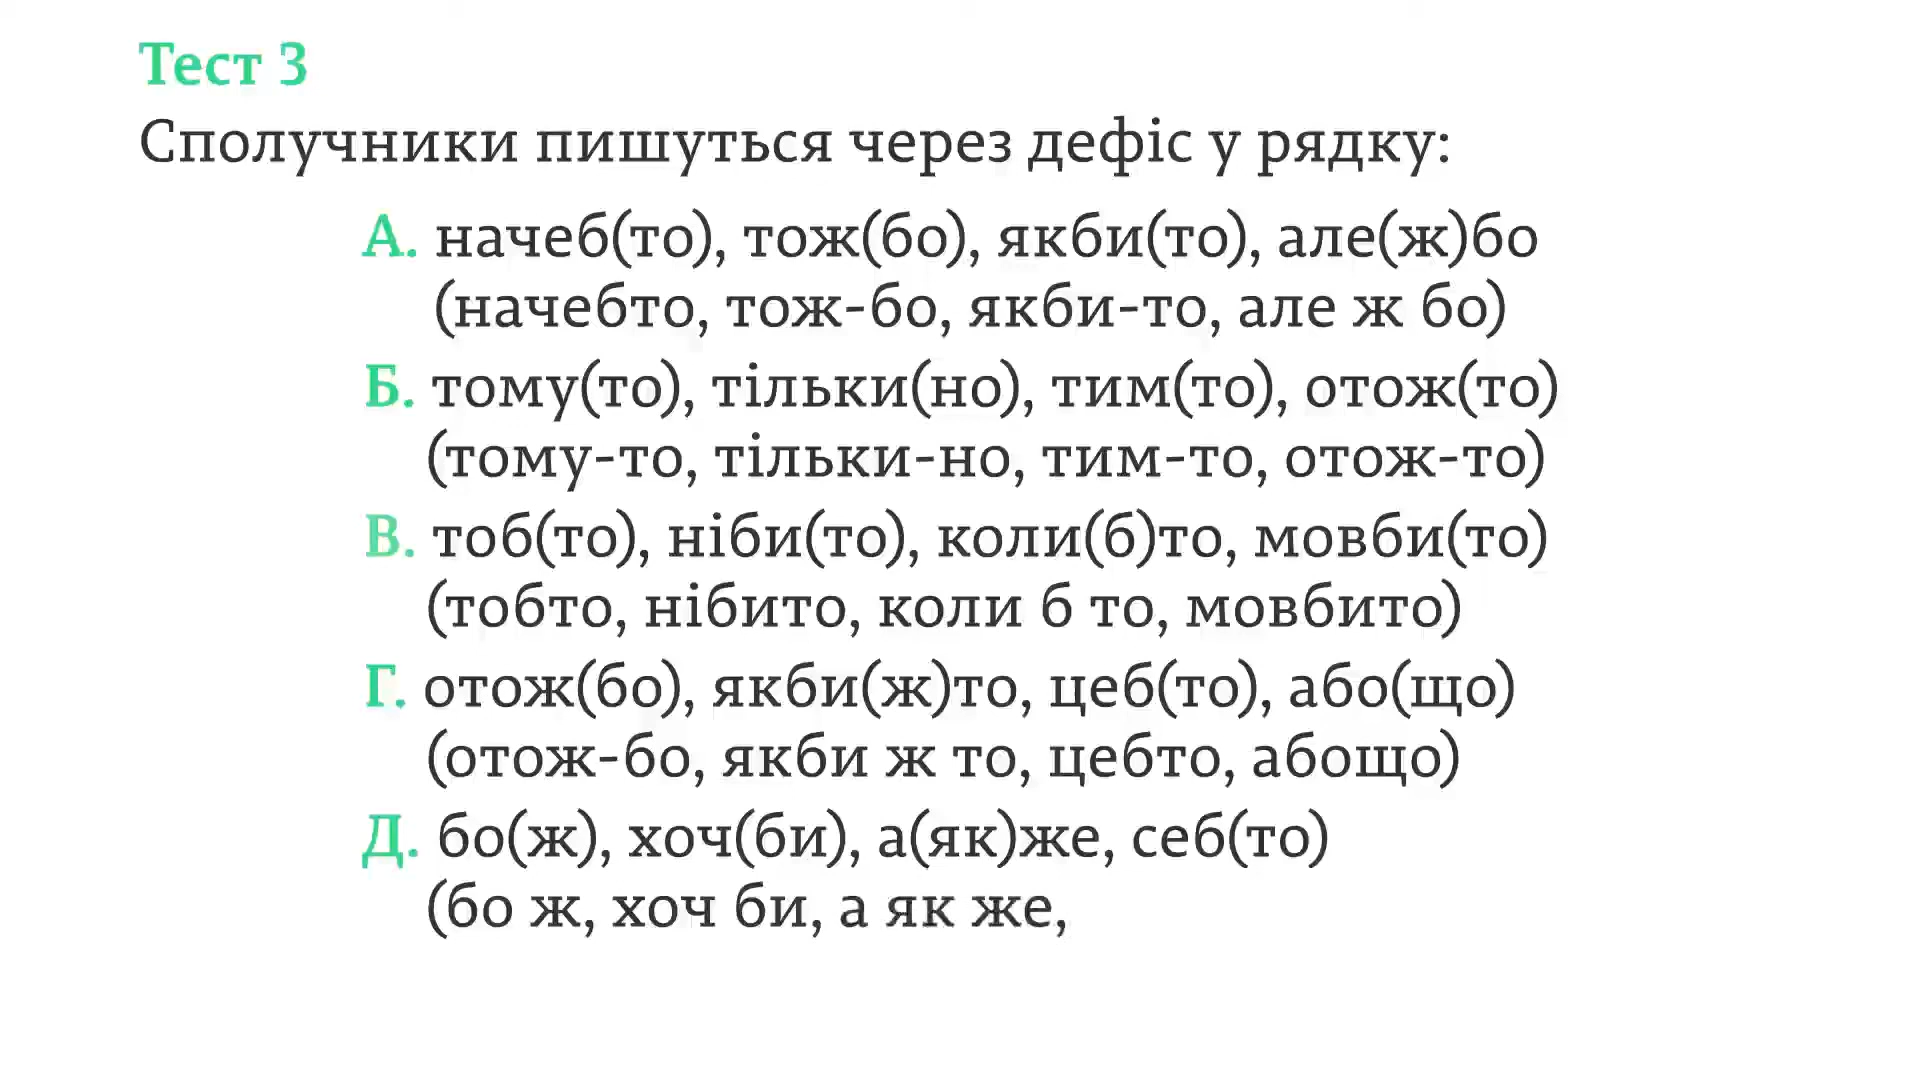 Тест 3
Сполучники пишуться через дефіс у рядку:
А. начеб(то), тож(бо), якби(то), але(ж)бо
(начебто, тож-бо, якби-то, але ж бо)
Б. тому(то), тільки(но), тим(то), отож(то)
(тому-то, тільки-но, тим-то, отож-то)
В. тоб(то), ніби(то), коли(б)то, мовби(то)
(тобто, нібито, коли б то, мовбито)
Г. отож(бо), якби(ж)то, цеб(то), або(що)
(отож-бо, якби ж то, цебто, абощо)
Д. бо(ж), хоч(би), а(як)же, себ(то)
(бо ж, хоч би, а як же,